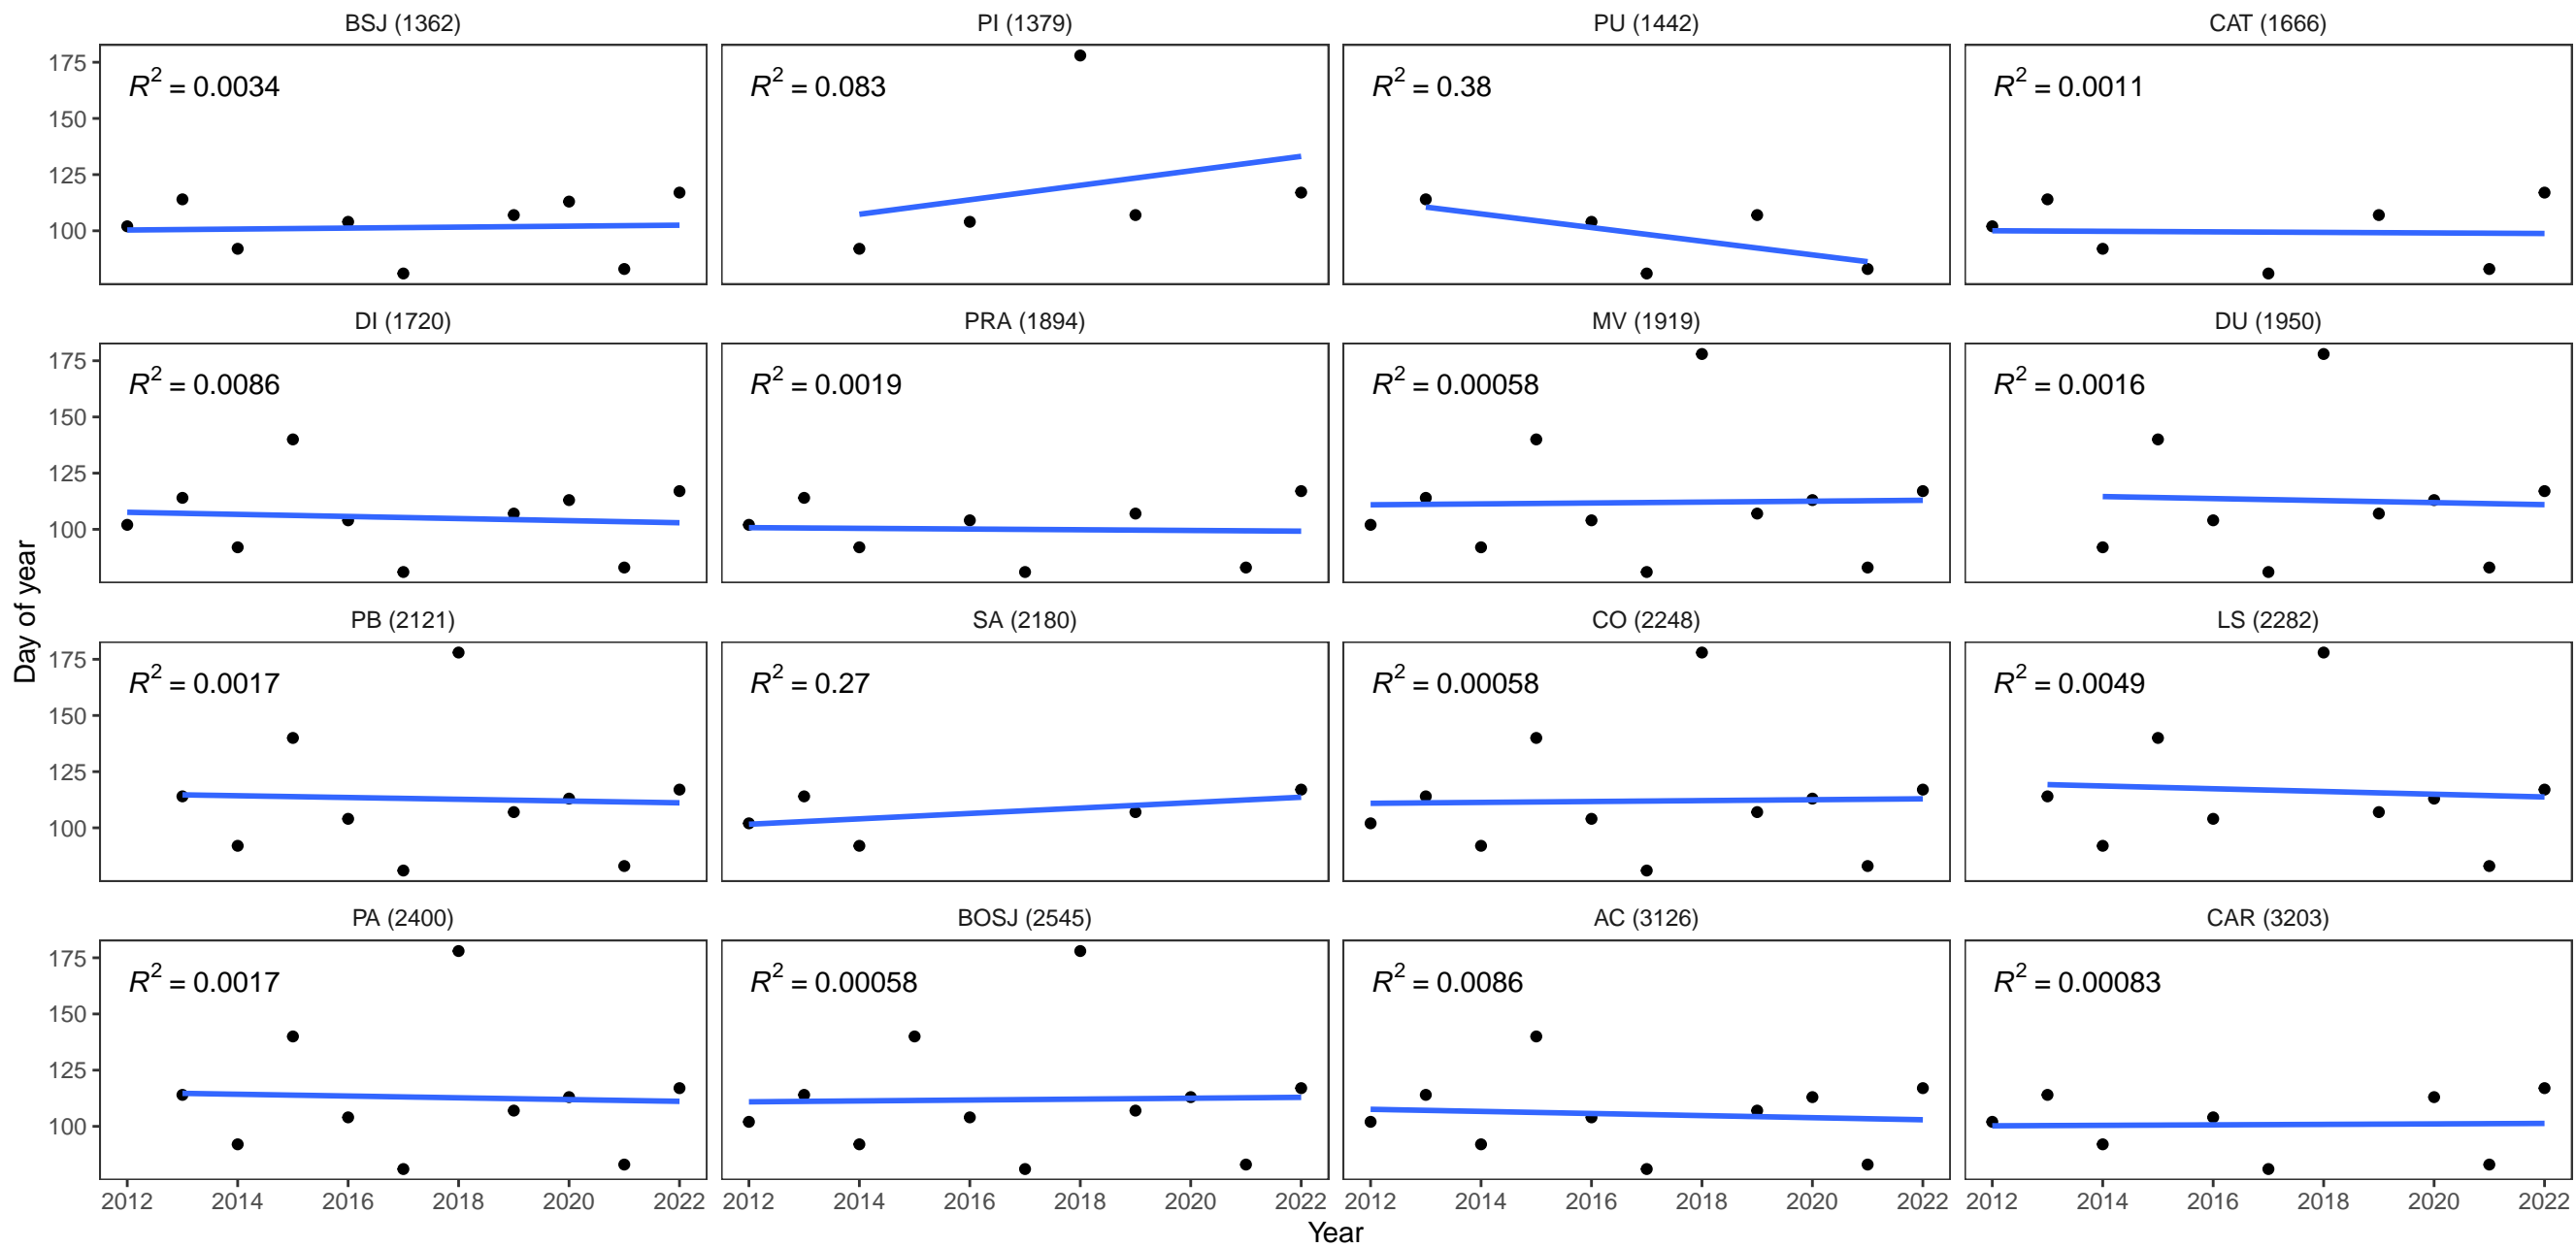 BSJ (1362) PI (1379) PU (1442) CAT (1666)
175
150
125
100
R² = 0.0034 R² = 0.083 R² = 0.38 R² = 0.0011
DI (1720) PRA (1894) MV (1919) DU (1950)
175
150
125
100
R² = 0.0086 R² = 0.0019 R² = 0.00058 R² = 0.0016
Day of year
PB (2121) SA (2180) CO (2248) LS (2282)
175
150
125
100
R² = 0.0017 R² = 0.27 R² = 0.00058 R² = 0.0049
PA (2400) BOSJ (2545) AC (3126) CAR (3203)
175
150
125
100
R² = 0.0017 R² = 0.00058 R² = 0.0086 R² = 0.00083
2012 2014 2016 2018 2020 2022 2012 2014 2016 2018 2020 2022 2012 2014 2016 2018 2020 2022 2012 2014 2016 2018 2020 2022
Year